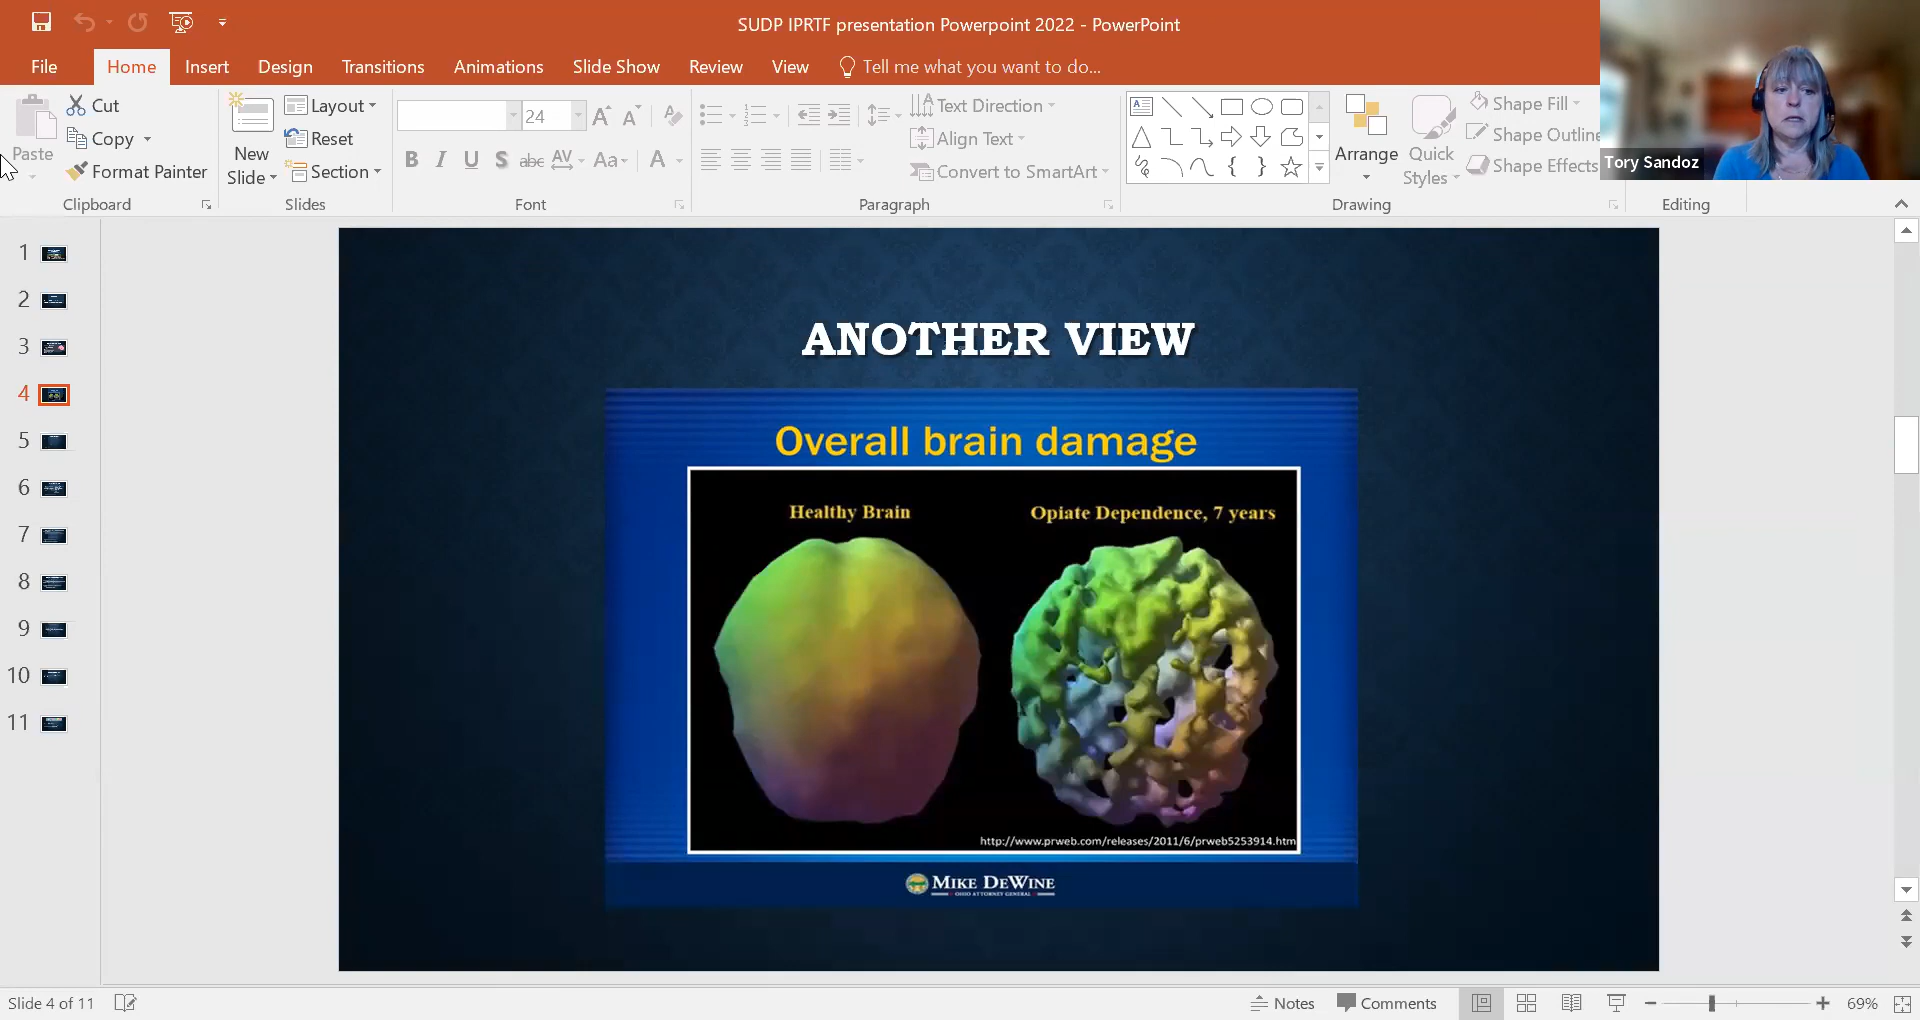 SUDP IPRTF presentation Powerpoint 2022 - PowerPoint
File Home Insert Design Transitions Animations Slide Show Review View Tell me what you want to do...
Paste
Cut
Copy
Format Painter
Clipboard
New
Slide
Layout
Reset
Section
Slides
24
B I U S abc AV Aa A
Font
Text Direction
Align Text
Convert to SmartArt
Paragraph
Arrange
Quick
Styles
Shape Fill
Shape Outline
Shape Effects
Drawing
Editing
Tory Sandoz
1
2
3
4
5
6
7
8
9
10
11
ANOTHER VIEW
Overall brain damage
Healthy Brain
Opiate Dependence, 7 years
http://www.prweb.com/releases/2011/6/prweb5253914.htm
MIKE DEWINE
OHIO ATTORNEY GENERAL
Slide 4 of 11
Notes Comments 69%